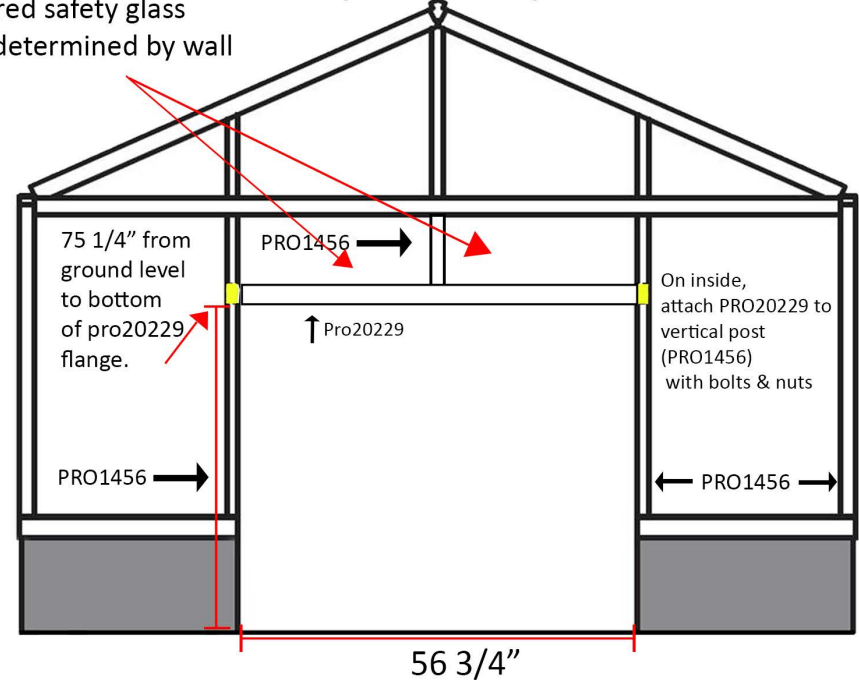 red safety glass
determined by wall
75 1/4” from
ground level
to bottom
of pro20229
flange.
PRO1456
On inside,
attach PRO20229 to
vertical post
(PRO1456)
with bolts & nuts
Pro20229
PRO1456
PRO1456
56 3/4”